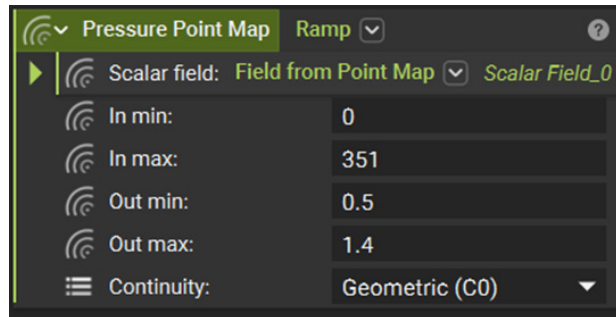 Pressure Point Map Ramp ?
Scalar field: Field from Point Map Scalar Field_0
In min: 0
In max: 351
Out min: 0.5
Out max: 1.4
Continuity: Geometric (C0)